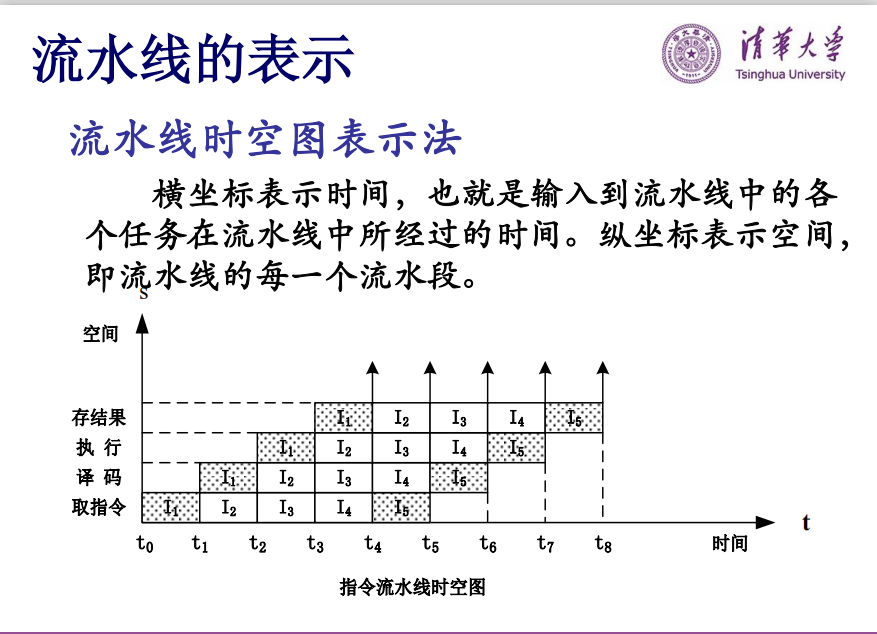 流水线的表示
清华大学
Tsinghua University
流水线时空图表示法
横坐标表示时间，也就是输入到流水线中的各
个任务在流水线中所经过的时间。纵坐标表示空间，
即流水线的每一个流水段。
S
空间
存结果 I1 I2 I3 I4 I5
执 行 I1 I2 I3 I4 I5
译 码 I1 I2 I3 I4 I5
取指令 I1 I2 I3 I4 I5
t
t0 t1 t2 t3 t4 t5 t6 t7 t8 时间
指令流水线时空图